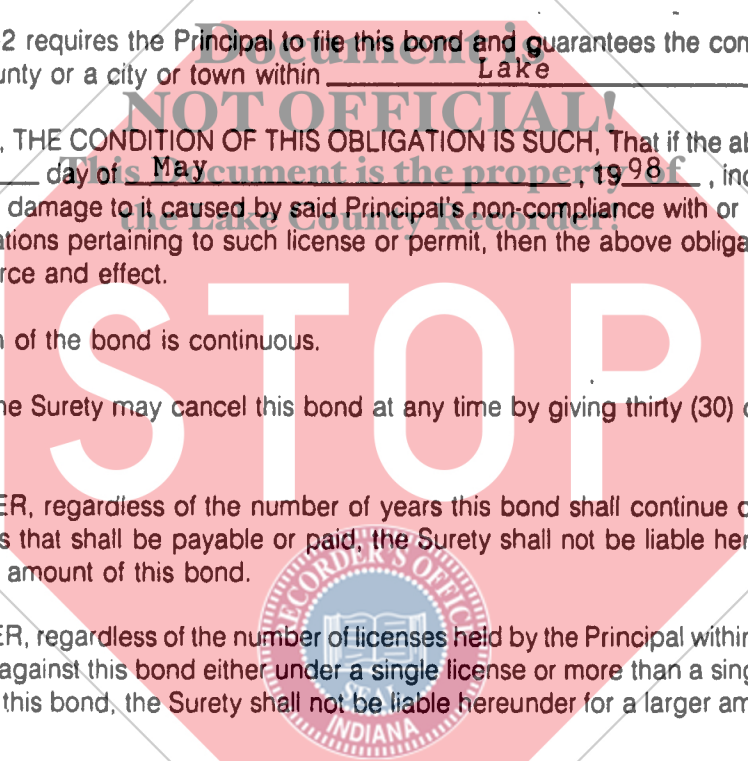 2 requires the Principal to file this bond and guarantees the com
unty or a city or town within Lake
Document is
NOT OFFICIAL!
, THE CONDITION OF THIS OBLIGATION IS SUCH, That if the ab
day of May , 1998 , inc
This Document is the property of
the Lake County Recorder!
damage to it caused by said Principal's non-compliance with or
ations pertaining to such license or permit, then the above obliga
rce and effect.
n of the bond is continuous.
he Surety may cancel this bond at any time by giving thirty (30)
STOP
ER, regardless of the number of years this bond shall continue
s that shall be payable or paid, the Surety shall not be liable her
amount of this bond.
ER, regardless of the number of licenses held by the Principal within
against this bond either under a single license or more than a sing
this bond, the Surety shall not be liable hereunder for a larger am
RECORDER'S OFFICE
SEAL
INDIANA